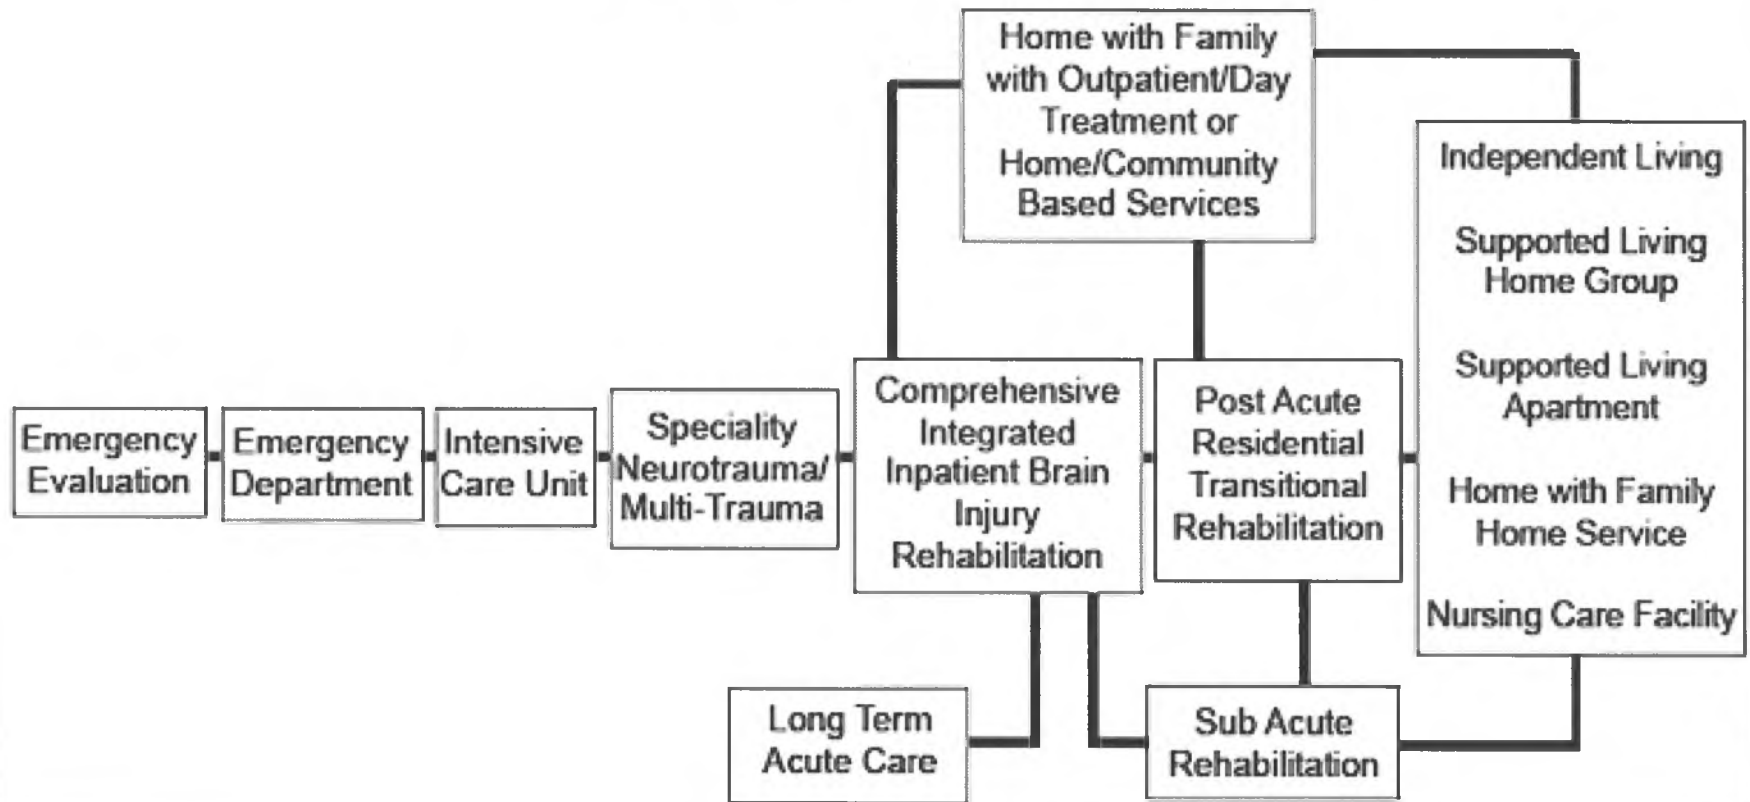 Home with Family
with Outpatient/Day
Treatment or
Home/Community
Based Services
Independent Living
Supported Living
Home Group
Supported Living
Apartment
Home with Family
Home Service
Nursing Care Facility
Emergency
Evaluation
Emergency
Department
Intensive
Care Unit
Speciality
Neurotrauma/
Multi-Trauma
Comprehensive
Integrated
Inpatient Brain
Injury
Rehabilitation
Post Acute
Residential
Transitional
Rehabilitation
Long Term
Acute Care
Sub Acute
Rehabilitation